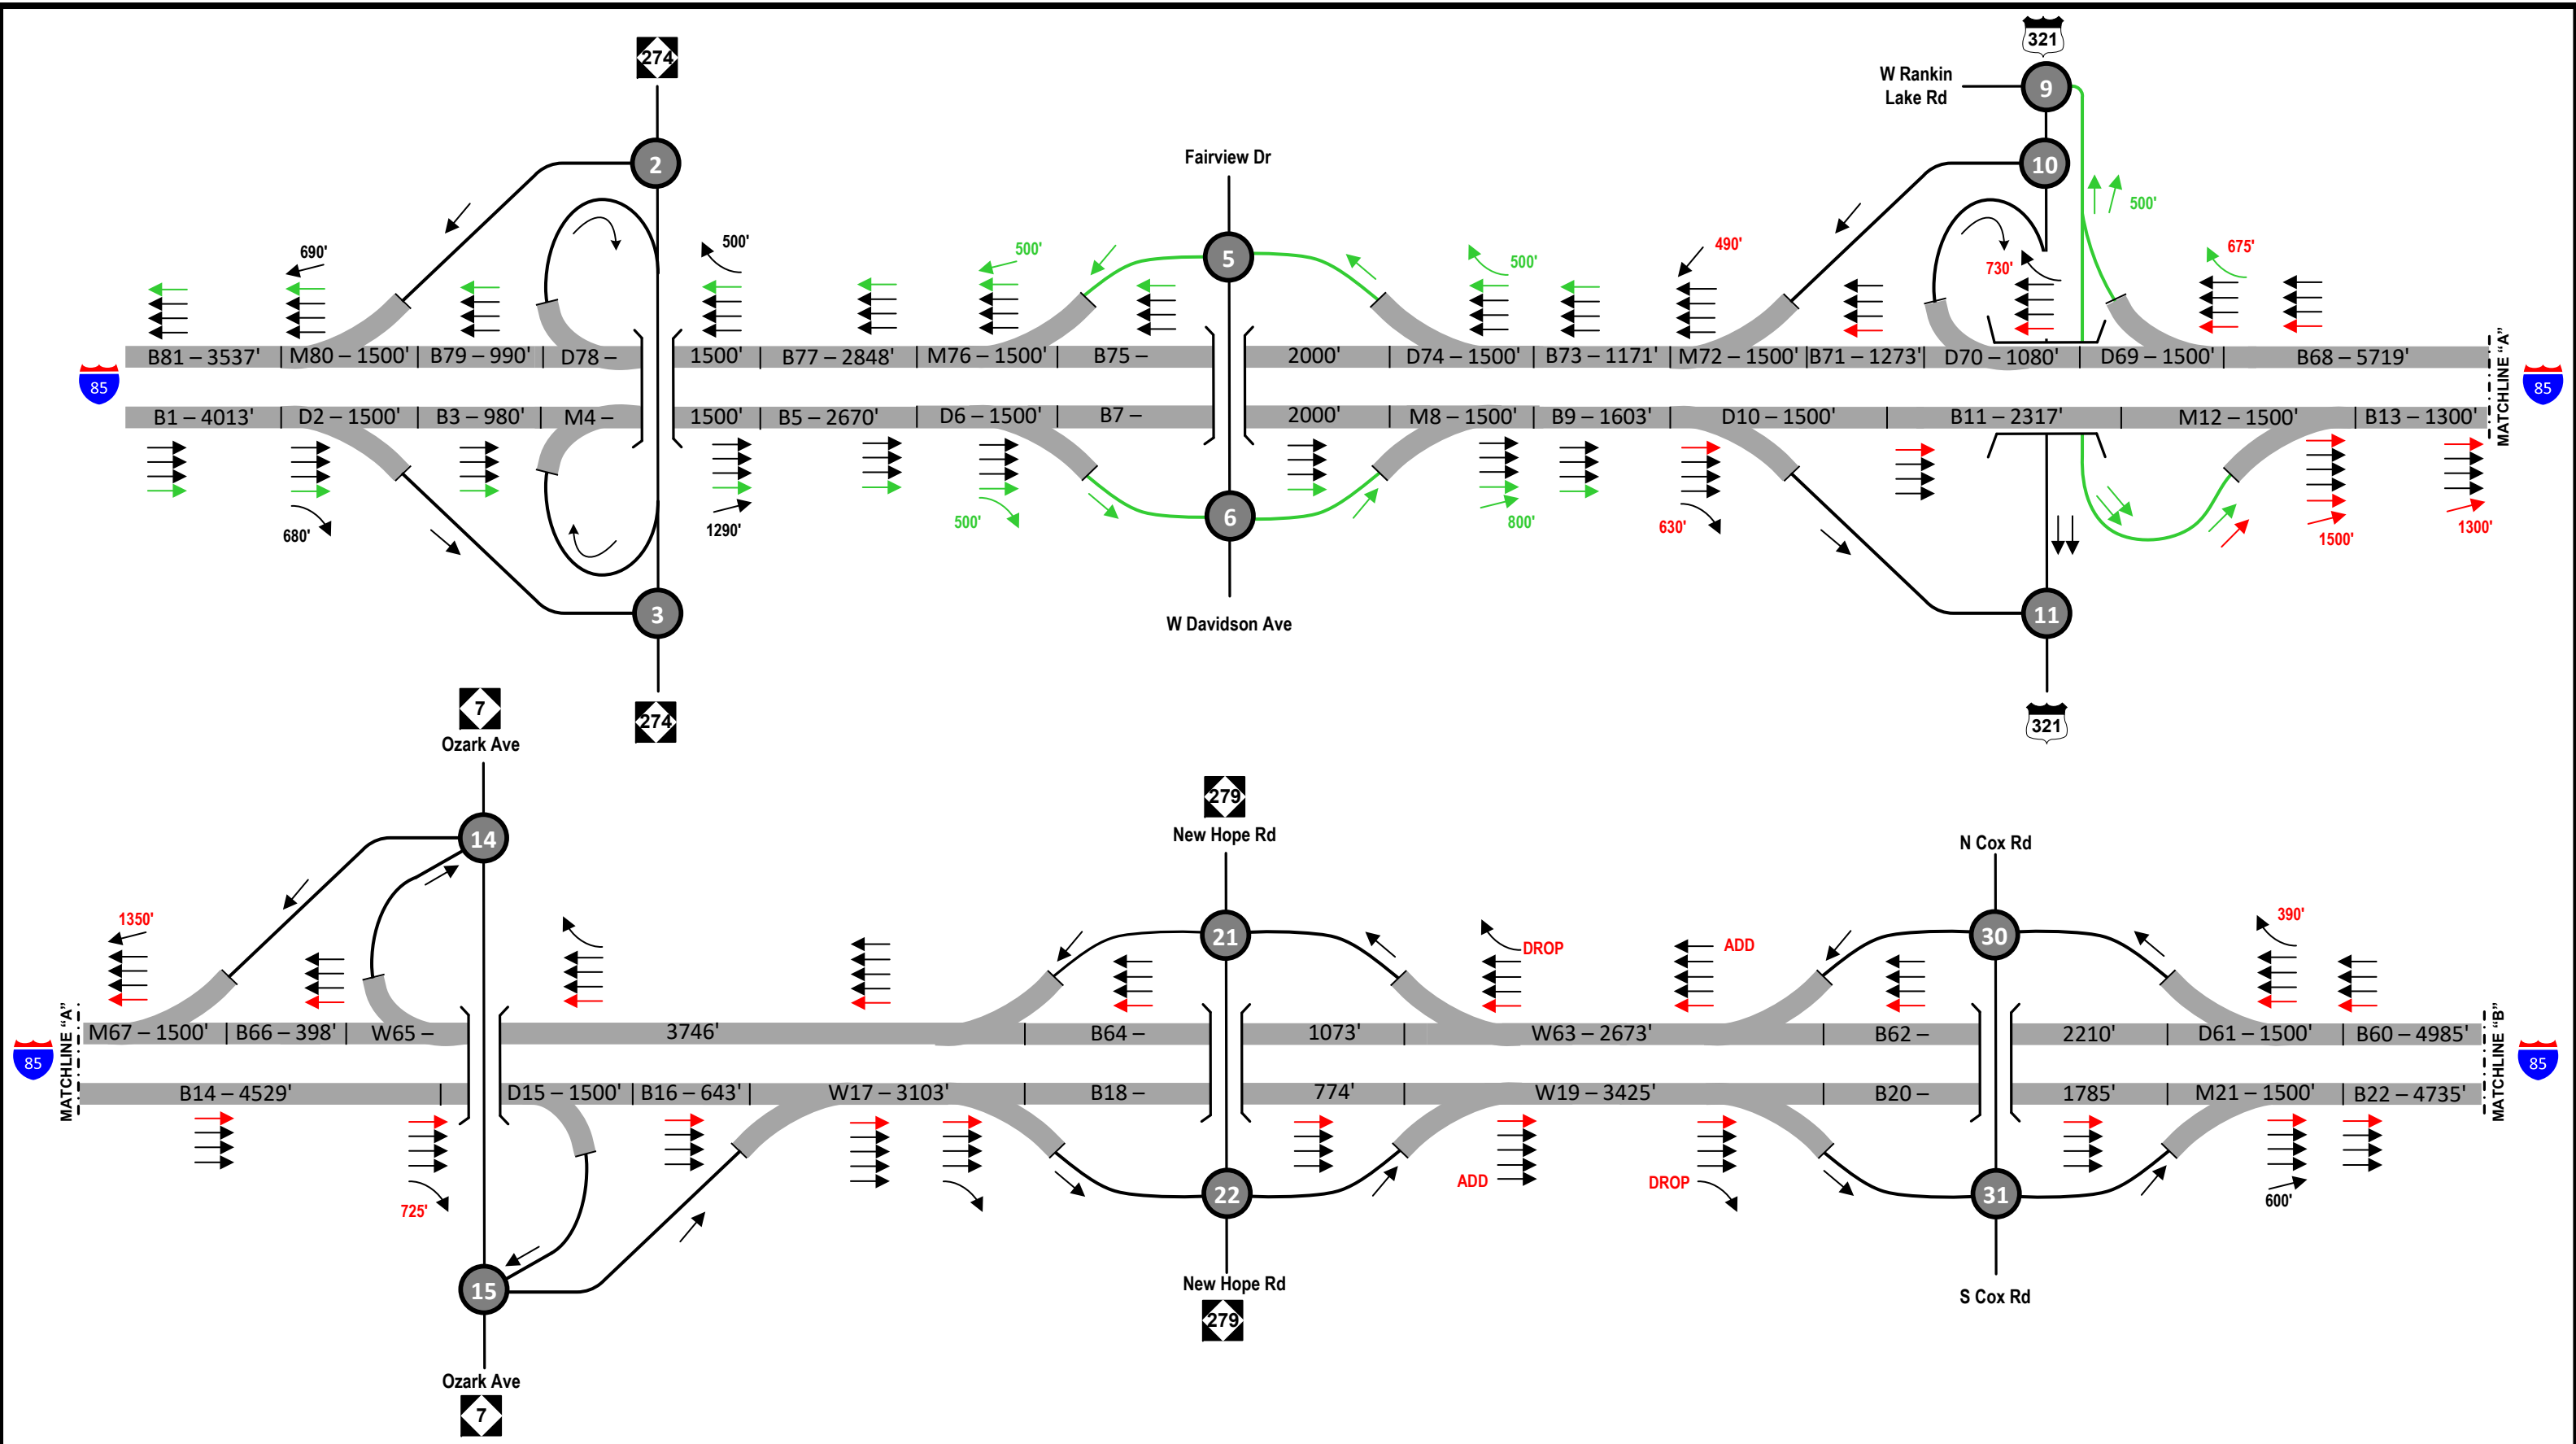 274
321
W Rankin
Lake Rd
9
2
10
Fairview Dr
5
690'
500'
500'
500'
490'
730'
500'
675'
B81 – 3537'
M80 – 1500'
B79 – 990'
D78 –
1500'
B77 – 2848'
M76 – 1500'
B75 –
2000'
D74 – 1500'
B73 – 1171'
M72 – 1500'
B71 – 1273'
D70 – 1080'
D69 – 1500'
B68 – 5719'
MATCHLINE "A"
85
85
B1 – 4013'
D2 – 1500'
B3 – 980'
M4 –
1500'
B5 – 2670'
D6 – 1500'
B7 –
2000'
M8 – 1500'
B9 – 1603'
D10 – 1500'
B11 – 2317'
M12 – 1500'
B13 – 1300'
680'
1290'
500'
800'
630'
1500'
1300'
6
3
11
W Davidson Ave
274
321
7
Ozark Ave
14
279
New Hope Rd
21
N Cox Rd
30
1350'
DROP
ADD
390'
MATCHLINE "A"
85
M67 – 1500'
B66 – 398'
W65 –
3746'
B64 –
1073'
W63 – 2673'
B62 –
2210'
D61 – 1500'
B60 – 4985'
MATCHLINE "B"
85
B14 – 4529'
D15 – 1500'
B16 – 643'
W17 – 3103'
B18 –
774'
W19 – 3425'
B20 –
1785'
M21 – 1500'
B22 – 4735'
725'
ADD
DROP
600'
22
31
15
New Hope Rd
279
S Cox Rd
Ozark Ave
7